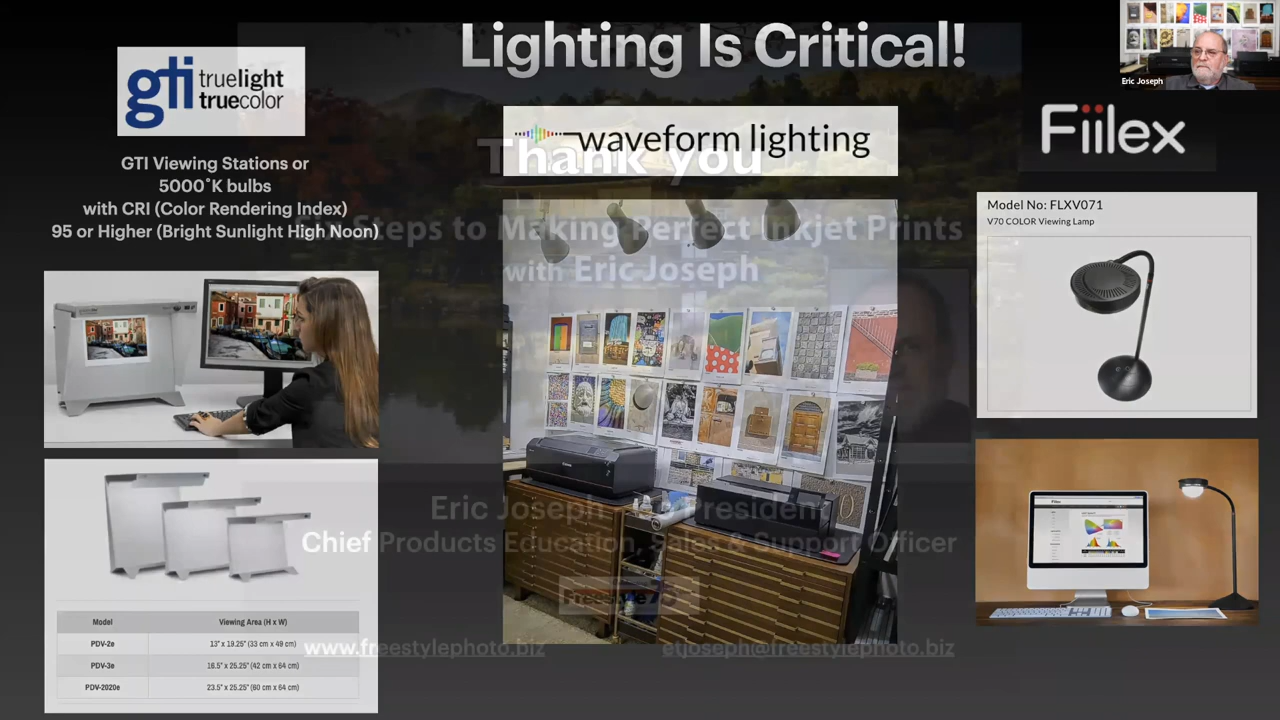 Lighting Is Critical!
Eric Joseph
gti truelight
truecolor
GTI Viewing Stations or
5000˚K bulbs
with CRI (Color Rendering Index)
95 or Higher (Bright Sunlight High Noon)
waveform lighting
Fiilex
Thank you
Six Steps to Making Perfect Inkjet Prints
with Eric Joseph
Model No: FLXV071
V70 COLOR Viewing Lamp
Eric Joseph
President
Chief Products Education, Sales & Support Officer
Freestyle
www.freestylephoto.biz
etjoseph@freestylephoto.biz
Model Viewing Area (H x W)
PDV-2e 13" x 19.25" (33 cm x 49 cm)
PDV-3e 16.5" x 25.25" (42 cm x 64 cm)
PDV-2020e 23.5" x 25.25" (60 cm x 64 cm)